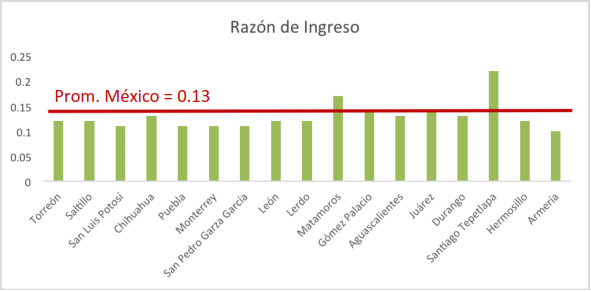 Razón de Ingreso
0.25
0.2
0.15
0.1
0.05
0
Prom. México = 0.13
Torreón
Saltillo
San Luis Potosí
Chihuahua
Puebla
Monterrey
San Pedro Garza García
León
Lerdo
Matamoros
Gómez Palacio
Aguascalientes
Juárez
Durango
Santiago Tepetlapa
Hermosillo
Armería